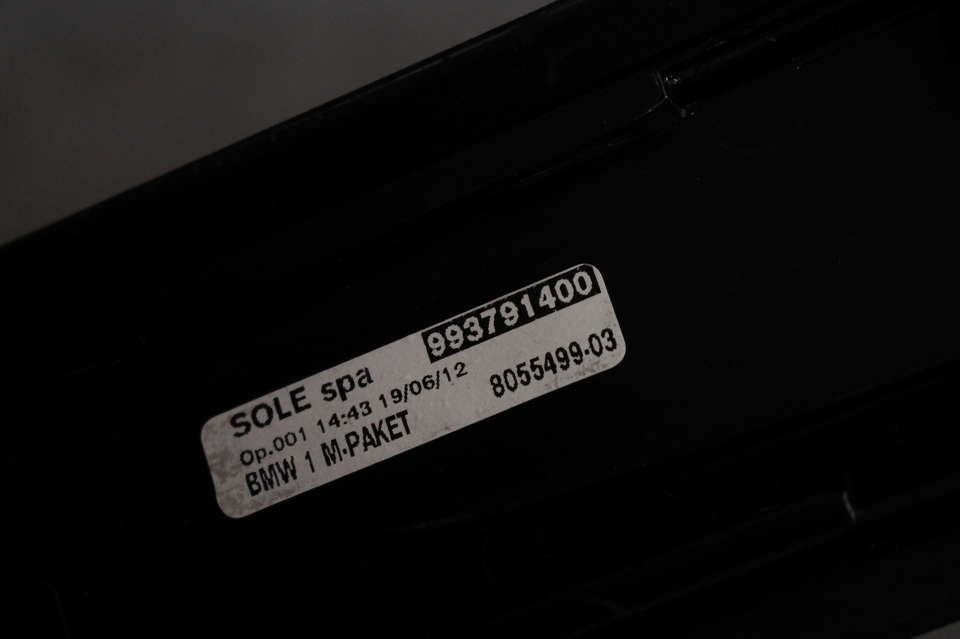 SOLE spa 993791400
Op.001 14:43 19/06/12
BMW 1 M-PAKET 8055499-03